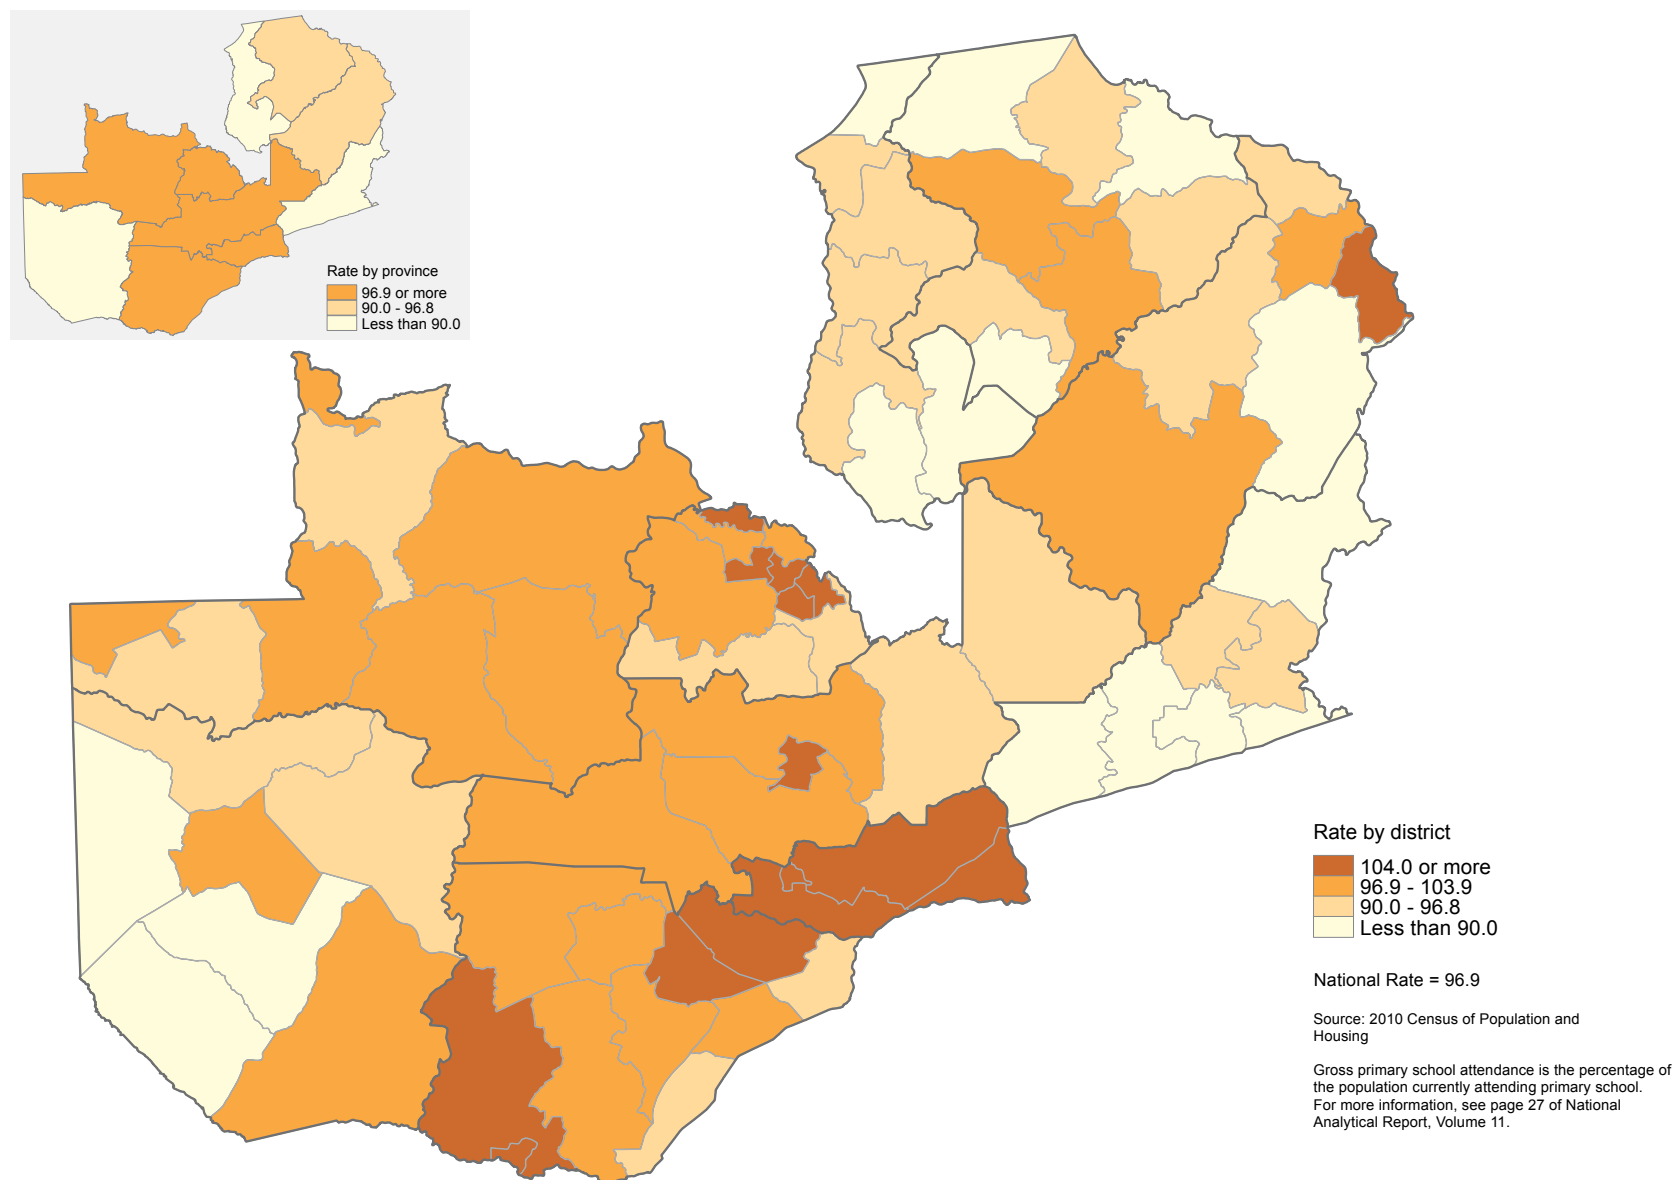 Rate by province
96.9 or more
90.0 - 96.8
Less than 90.0
Rate by district
104.0 or more
96.9 - 103.9
90.0 - 96.8
Less than 90.0
National Rate = 96.9
Source: 2010 Census of Population and
Housing
Gross primary school attendance is the percentage of
the population currently attending primary school.
For more information, see page 27 of National
Analytical Report, Volume 11.